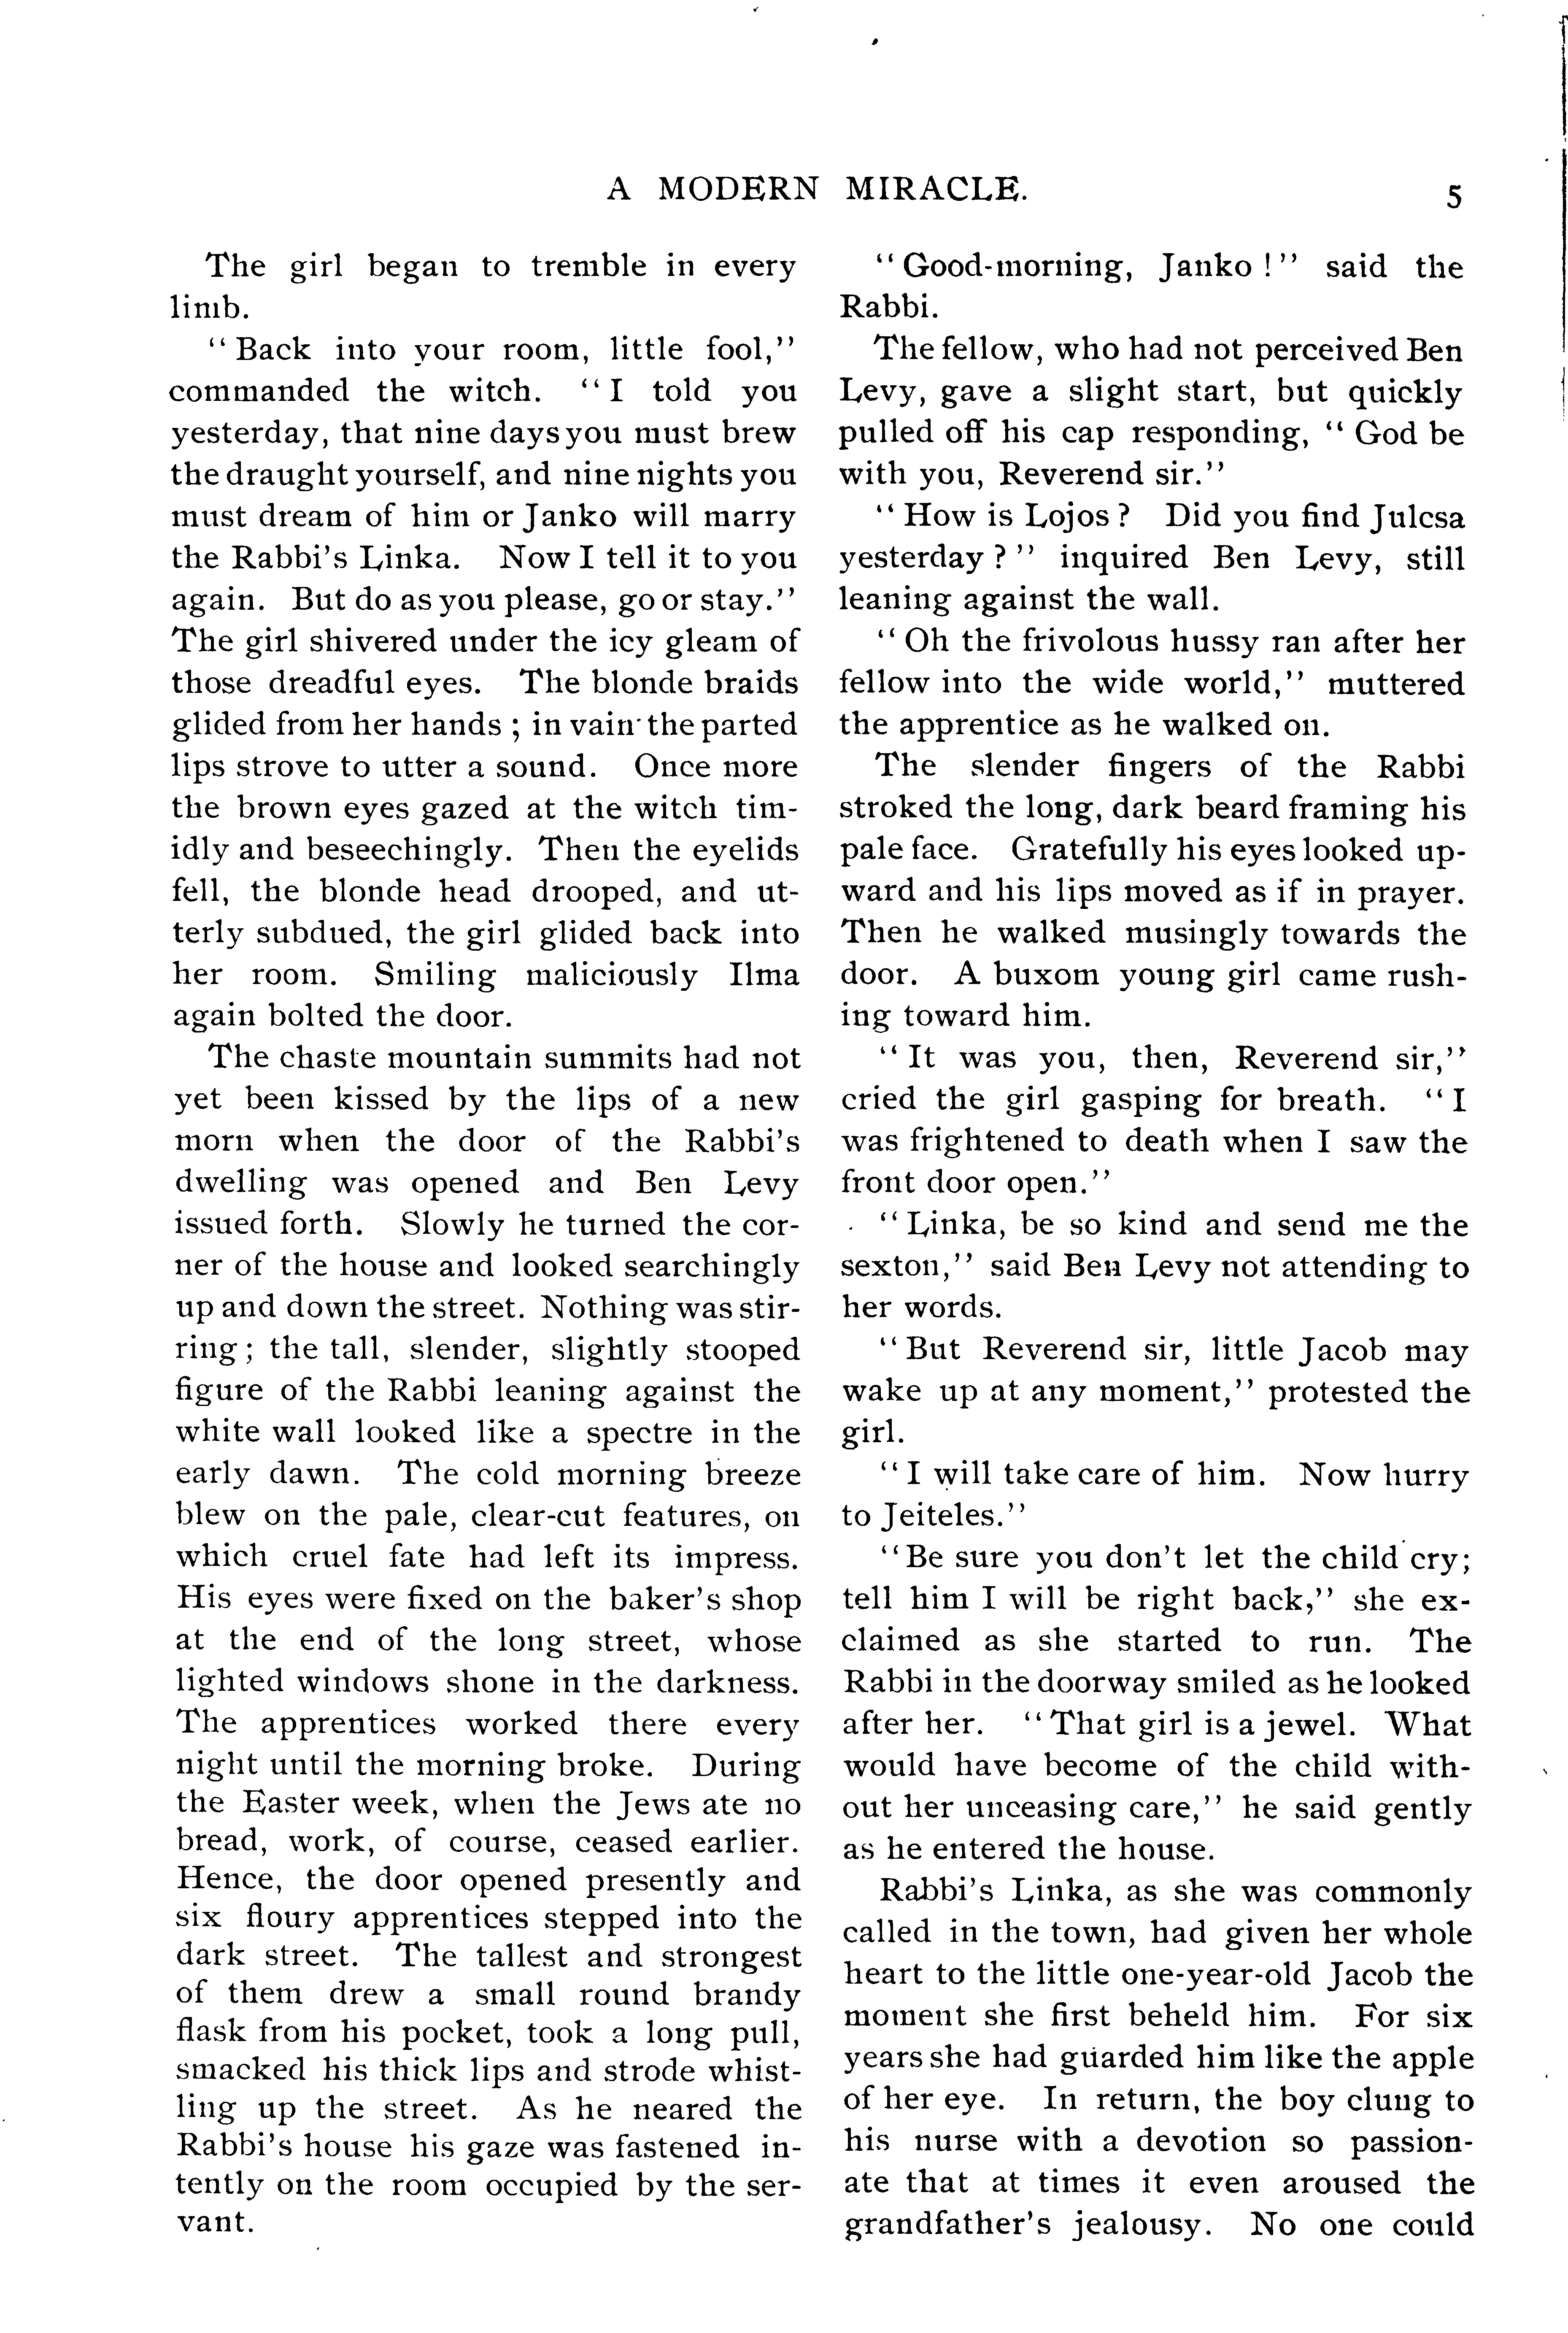 A MODERN MIRACLE.
5
The girl began to tremble in every
limb.
“Back into your room, little fool,”
commanded the witch. “I told you
yesterday, that nine days you must brew
the draught yourself, and nine nights you
must dream of him or Janko will marry
the Rabbi's Linka. Now I tell it to you
again. But do as you please, go or stay.”
The girl shivered under the icy gleam of
those dreadful eyes. The blonde braids
glided from her hands ; in vain the parted
lips strove to utter a sound. Once more
the brown eyes gazed at the witch tim-
idly and beseechingly. Then the eyelids
fell, the blonde head drooped, and ut-
terly subdued, the girl glided back into
her room. Smiling maliciously Ilma
again bolted the door.
The chaste mountain summits had not
yet been kissed by the lips of a new
morn when the door of the Rabbi's
dwelling was opened and Ben Levy
issued forth. Slowly he turned the cor-
ner of the house and looked searchingly
up and down the street. Nothing was stir-
ring ; the tall, slender, slightly stooped
figure of the Rabbi leaning against the
white wall looked like a spectre in the
early dawn. The cold morning breeze
blew on the pale, clear-cut features, on
which cruel fate had left its impress.
His eyes were fixed on the baker's shop
at the end of the long street, whose
lighted windows shone in the darkness.
The apprentices worked there every
night until the morning broke. During
the Easter week, when the Jews ate no
bread, work, of course, ceased earlier.
Hence, the door opened presently and
six floury apprentices stepped into the
dark street. The tallest and strongest
of them drew a small round brandy
flask from his pocket, took a long pull,
smacked his thick lips and strode whist-
ling up the street. As he neared the
Rabbi's house his gaze was fastened in-
tently on the room occupied by the ser-
vant.
“Good-morning, Janko !” said the
Rabbi.
The fellow, who had not perceived Ben
Levy, gave a slight start, but quickly
pulled off his cap responding, “ God be
with you, Reverend sir.”
“How is Lojos ? Did you find Julcsa
yesterday ? ” inquired Ben Levy, still
leaning against the wall.
“Oh the frivolous hussy ran after her
fellow into the wide world,” muttered
the apprentice as he walked on.
The slender fingers of the Rabbi
stroked the long, dark beard framing his
pale face. Gratefully his eyes looked up-
ward and his lips moved as if in prayer.
Then he walked musingly towards the
door. A buxom young girl came rush-
ing toward him.
“It was you, then, Reverend sir,”
cried the girl gasping for breath. “I
was frightened to death when I saw the
front door open.”
“Linka, be so kind and send me the
sexton,” said Ben Levy not attending to
her words.
“But Reverend sir, little Jacob may
wake up at any moment,” protested the
girl.
“I will take care of him. Now hurry
to Jeiteles.”
“Be sure you don't let the child cry;
tell him I will be right back,” she ex-
claimed as she started to run. The
Rabbi in the doorway smiled as he looked
after her. “That girl is a jewel. What
would have become of the child with-
out her unceasing care,” he said gently
as he entered the house.
Rabbi's Linka, as she was commonly
called in the town, had given her whole
heart to the little one-year-old Jacob the
moment she first beheld him. For six
years she had guarded him like the apple
of her eye. In return, the boy clung to
his nurse with a devotion so passion-
ate that at times it even aroused the
grandfather's jealousy. No one could